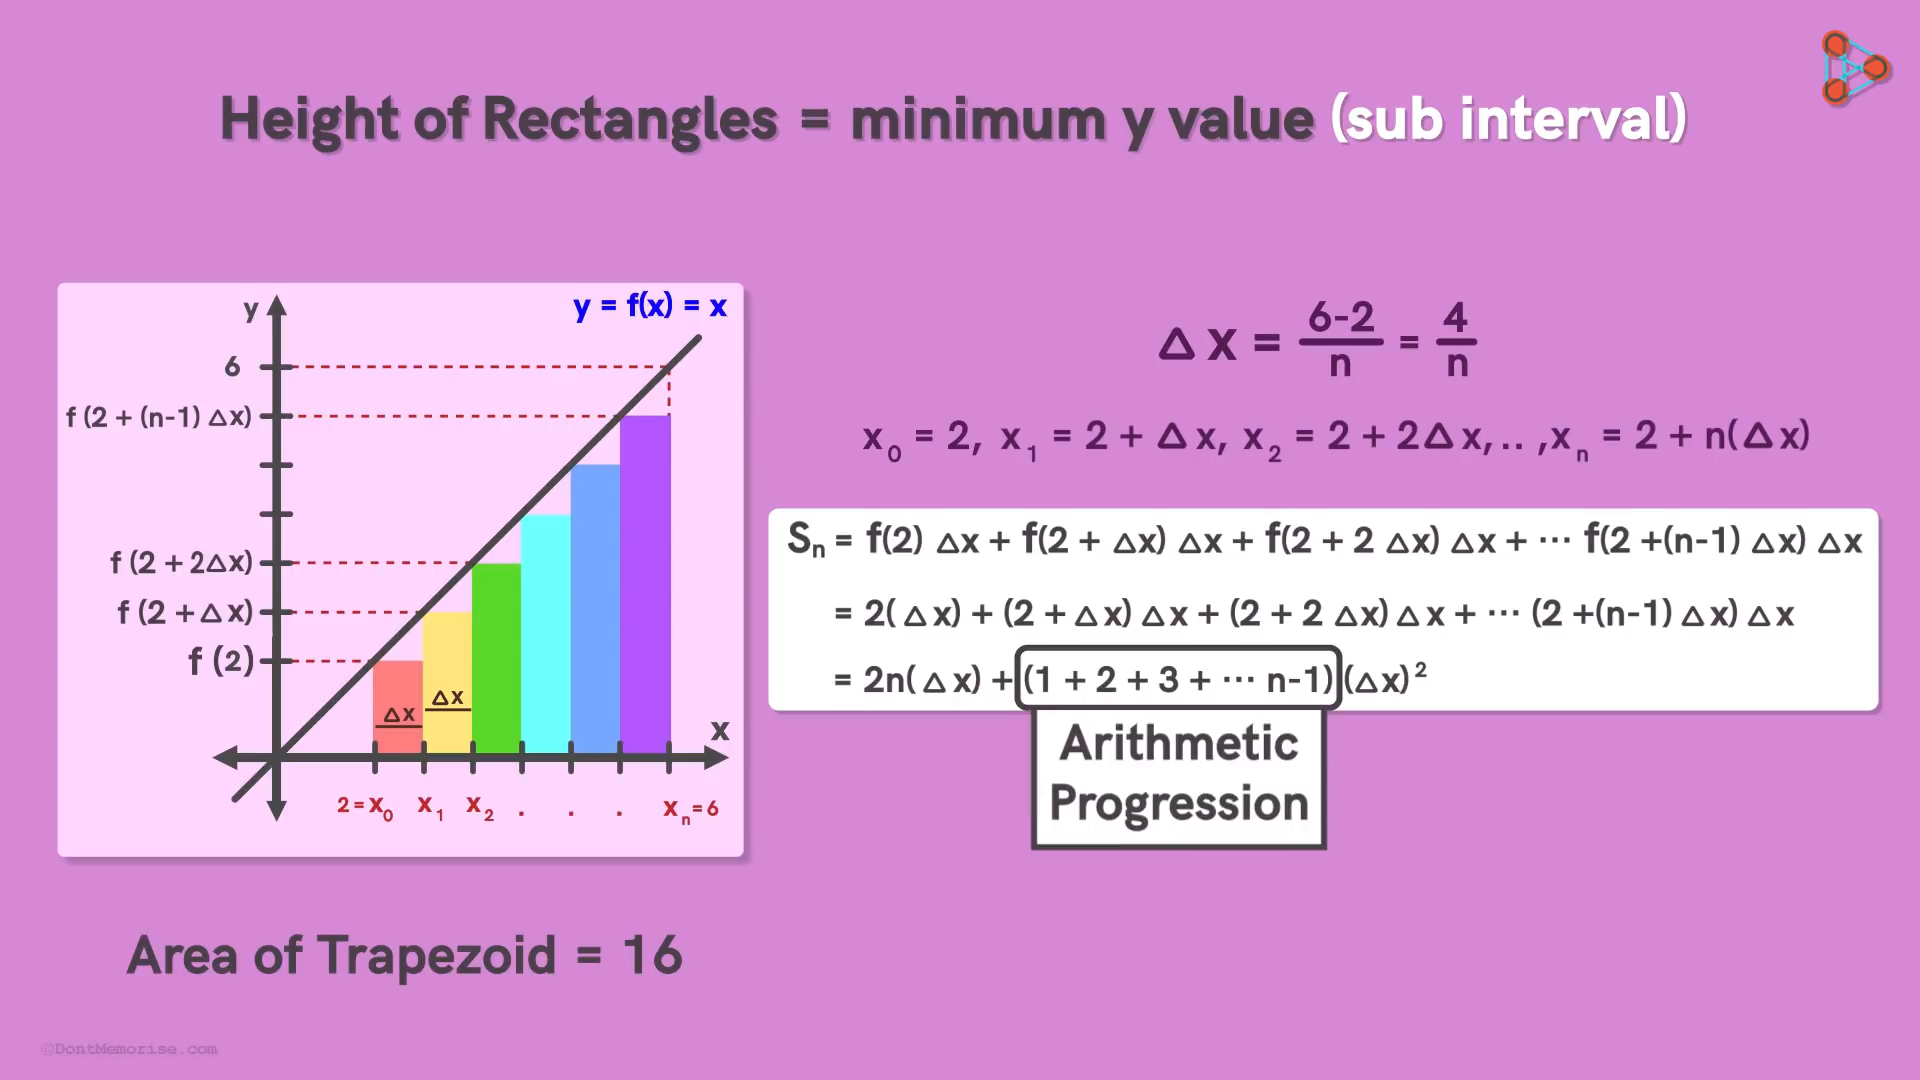 Height of Rectangles = minimum y value (sub interval)
y
y = f(x) = x
6
f (2 + (n-1) △x)
f (2 + 2△x)
f (2 + △x)
f (2)
△x
△x
x
2 = x₀ x₁ x₂ . . . xₙ = 6
Area of Trapezoid = 16
△ x = 6-2/n = 4/n
x₀ = 2, x₁ = 2 + △ x, x₂ = 2 + 2△ x, .. ,xₙ = 2 + n(△ x)
Sₙ = f(2) △x + f(2 + △x) △x + f(2 + 2 △x) △x + ··· f(2 +(n-1) △x) △x
= 2( △ x) + (2 + △ x) △ x + (2 + 2 △ x) △ x + ··· (2 +(n-1) △ x) △ x
= 2n( △ x) + (1 + 2 + 3 + ··· n-1) (△x)²
Arithmetic
Progression
©DontMemorise.com